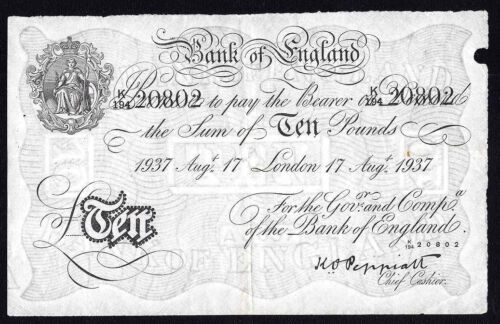 Bank of England
K/194 20802 to pay the Bearer on K/194 20802
the Sum of Ten Pounds
1937 Augt. 17 London 17 Augt. 1937
For the Govr. and Compa.
of the Bank of England.
K/194 20802
£Ten
K O Peppiatt
Chief Cashier.